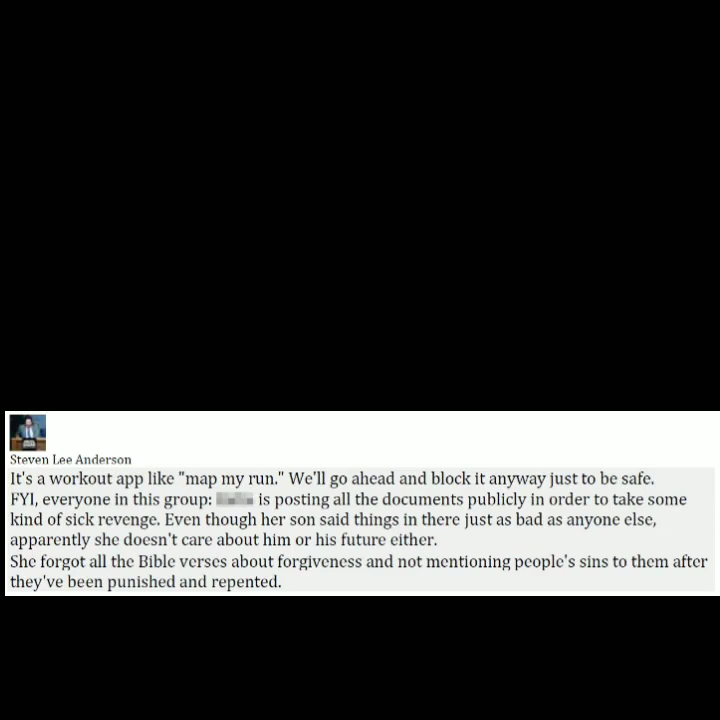 Steven Lee Anderson
It's a workout app like "map my run." We'll go ahead and block it anyway just to be safe.
FYI, everyone in this group: is posting all the documents publicly in order to take some
kind of sick revenge. Even though her son said things in there just as bad as anyone else,
apparently she doesn't care about him or his future either.
She forgot all the Bible verses about forgiveness and not mentioning people's sins to them after
they've been punished and repented.